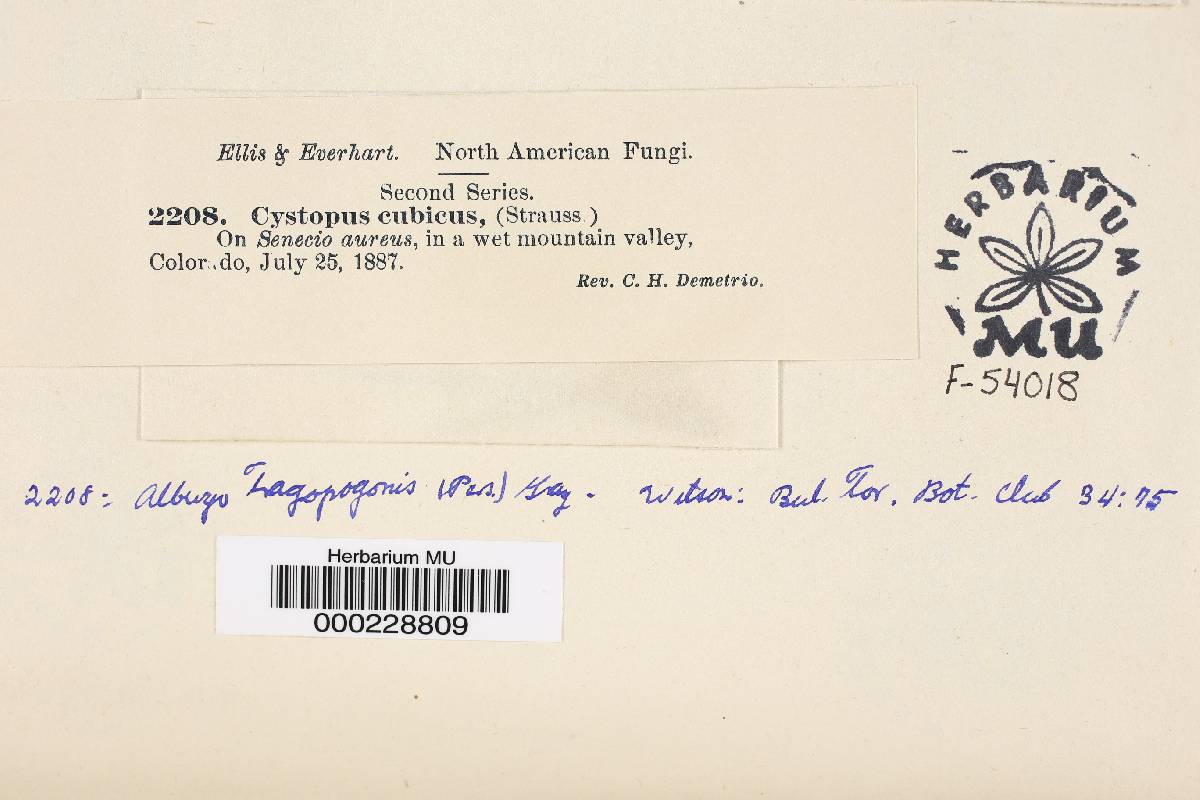 Ellis & Everhart. North American Fungi.
Second Series.
2208. Cystopus cubicus, (Strauss.)
On Senecio aureus, in a wet mountain valley,
Color.do, July 25, 1887.
Rev. C. H. Demetrio.
HERBARIUM
MU
F-54018
2208: Albugo Tragopogonis (Pers.) Gray. Wilson: Bul. Tor. Bot. Club 34:75
Herbarium MU
000228809